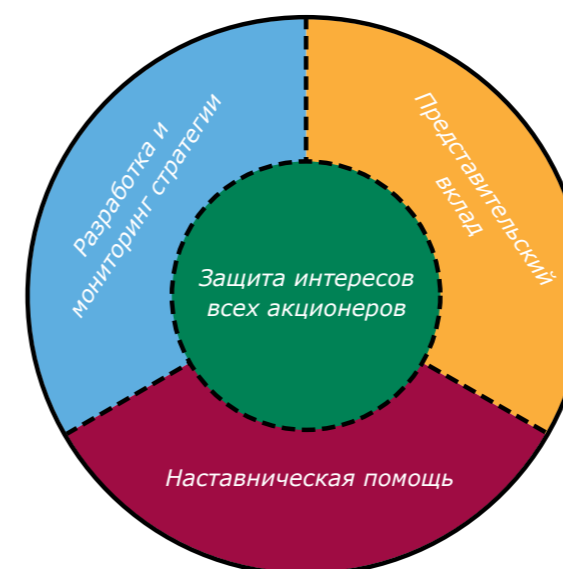 Разработка и
мониторинг стратегии
Представительский
вклад
Защита интересов
всех акционеров
Наставническая помощь